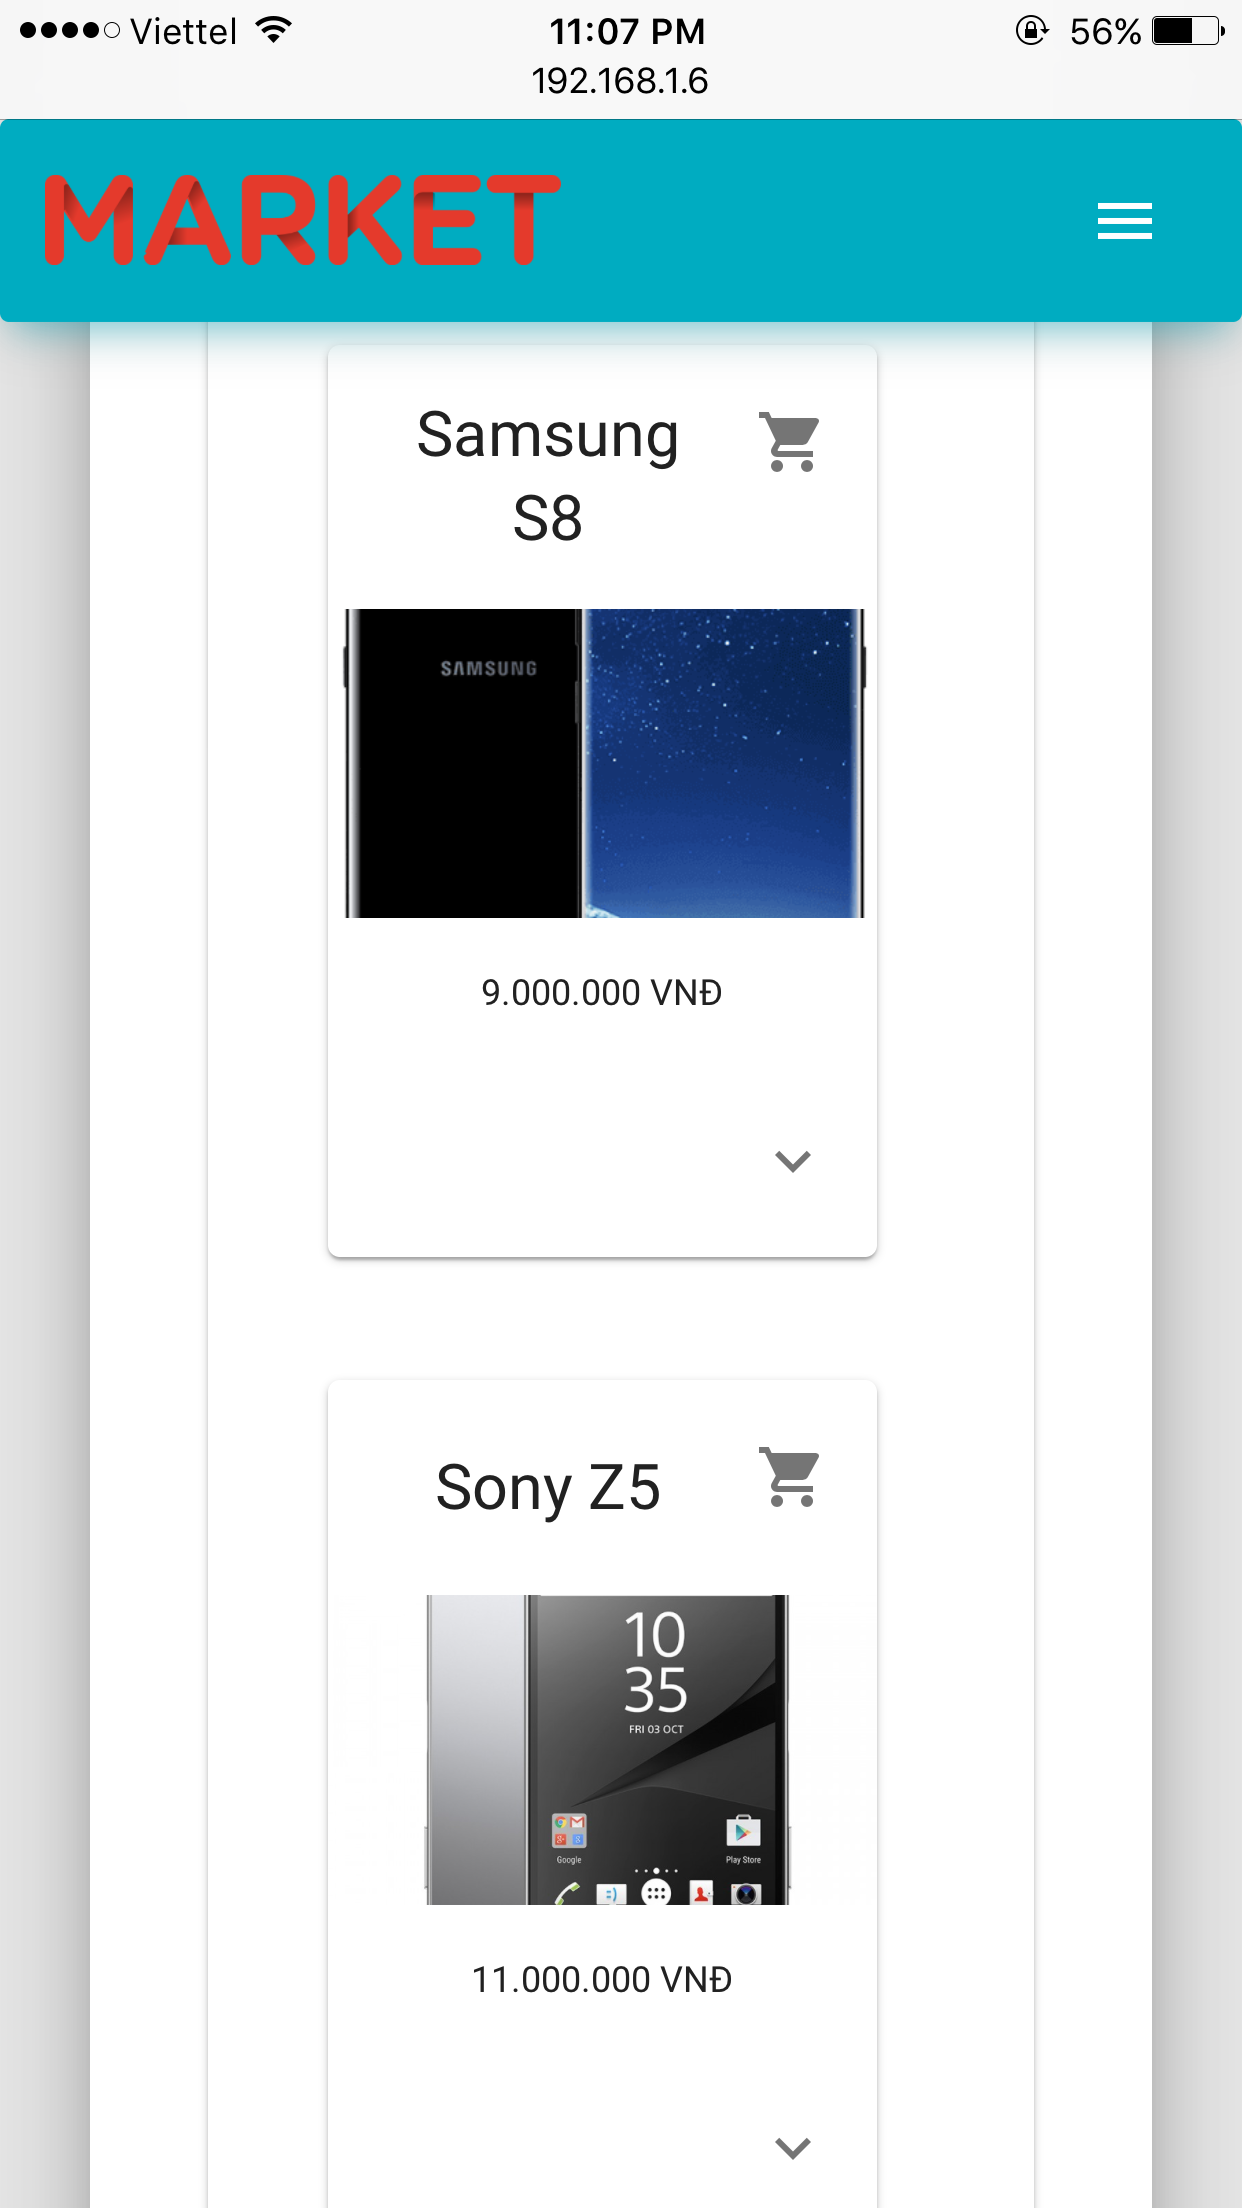 Viettel 11:07 PM 56%
192.168.1.6
MARKET
Samsung
S8
SAMSUNG
9.000.000 VNĐ
Sony Z5
10
35
FRI 03 OCT
Google Play Store
11.000.000 VNĐ